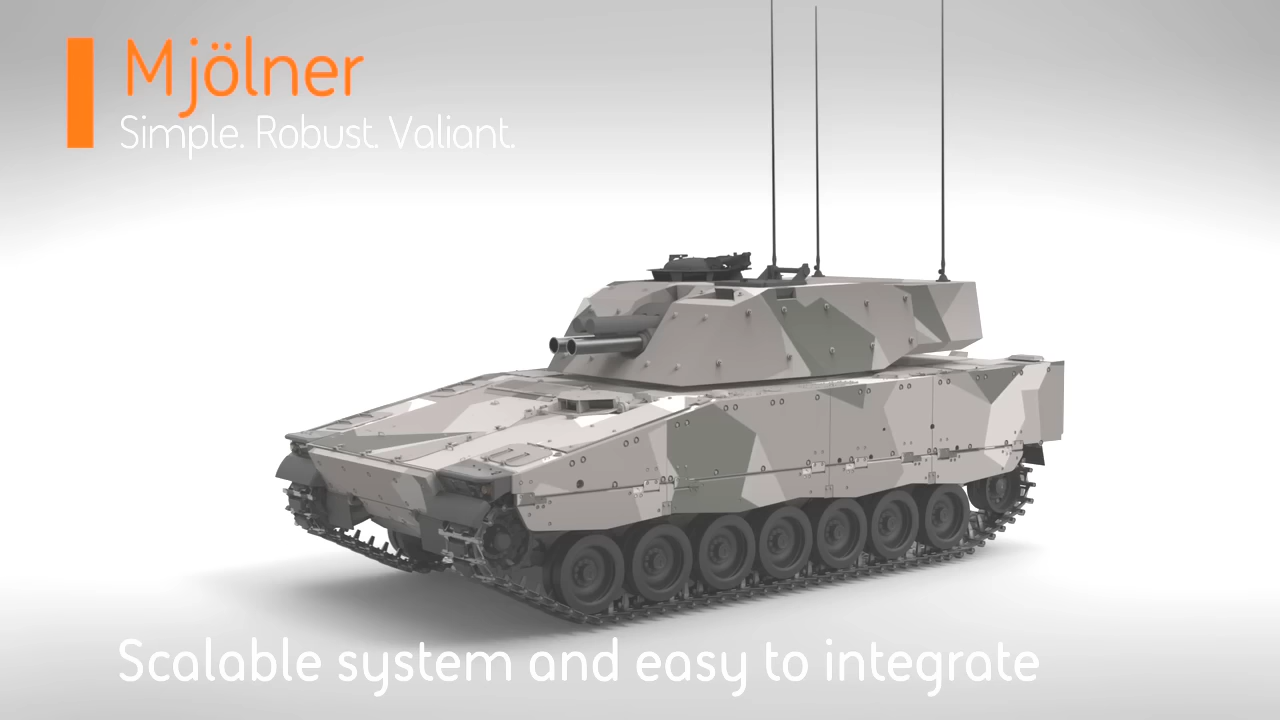 Mjölner
Simple. Robust. Valiant.
Scalable system and easy to integrate